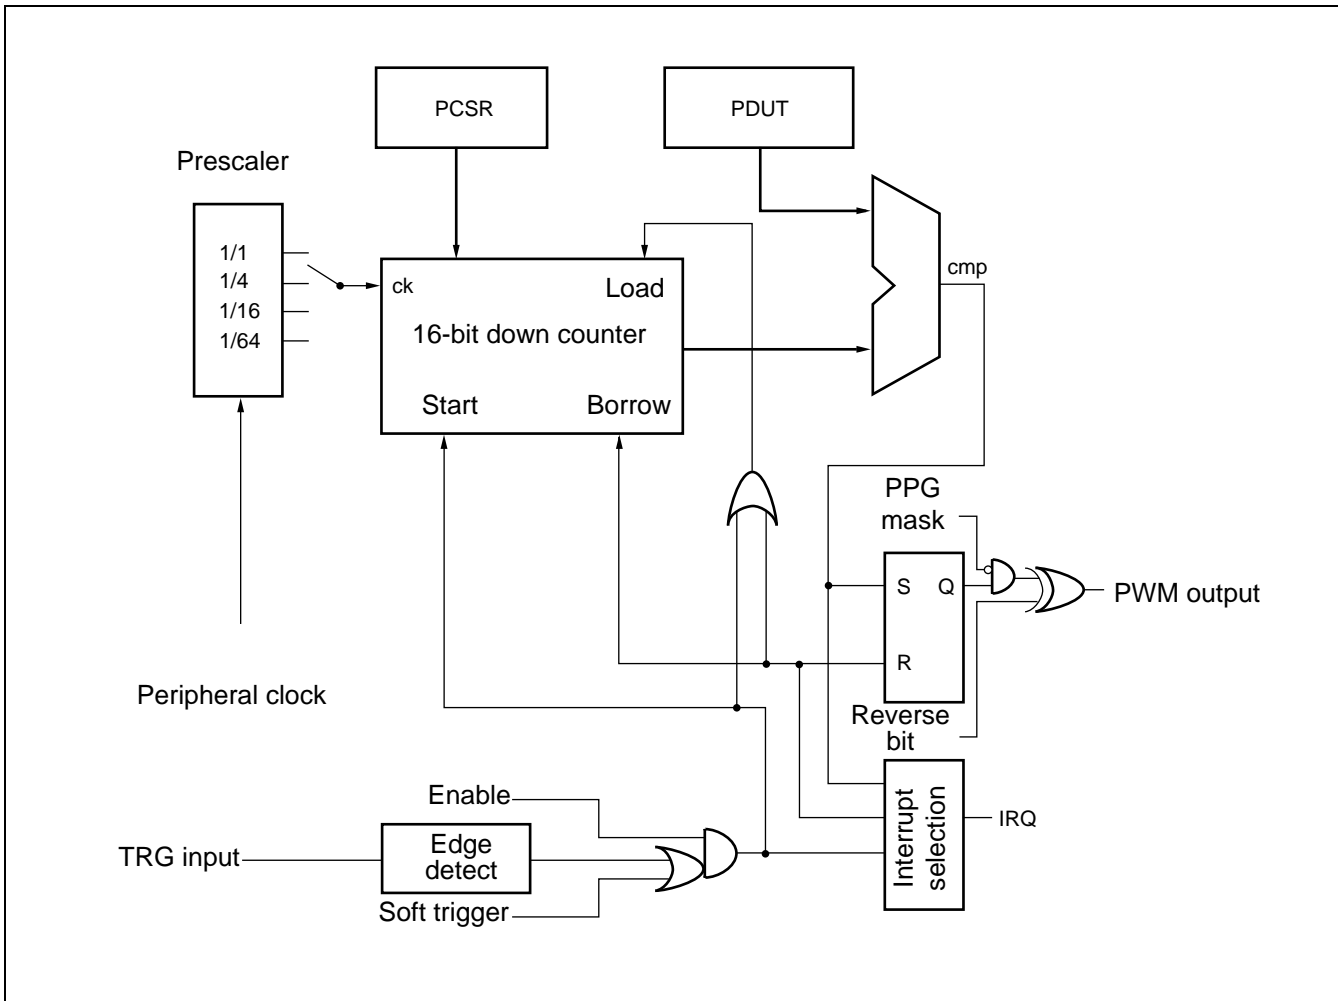 PCSR
PDUT
Prescaler
1/1
1/4
1/16
1/64
ck
Load
16-bit down counter
Start
Borrow
cmp
PPG
mask
S
Q
R
PWM output
Peripheral clock
Reverse
bit
Enable
TRG input
Edge
detect
Soft trigger
Interrupt
selection
IRQ